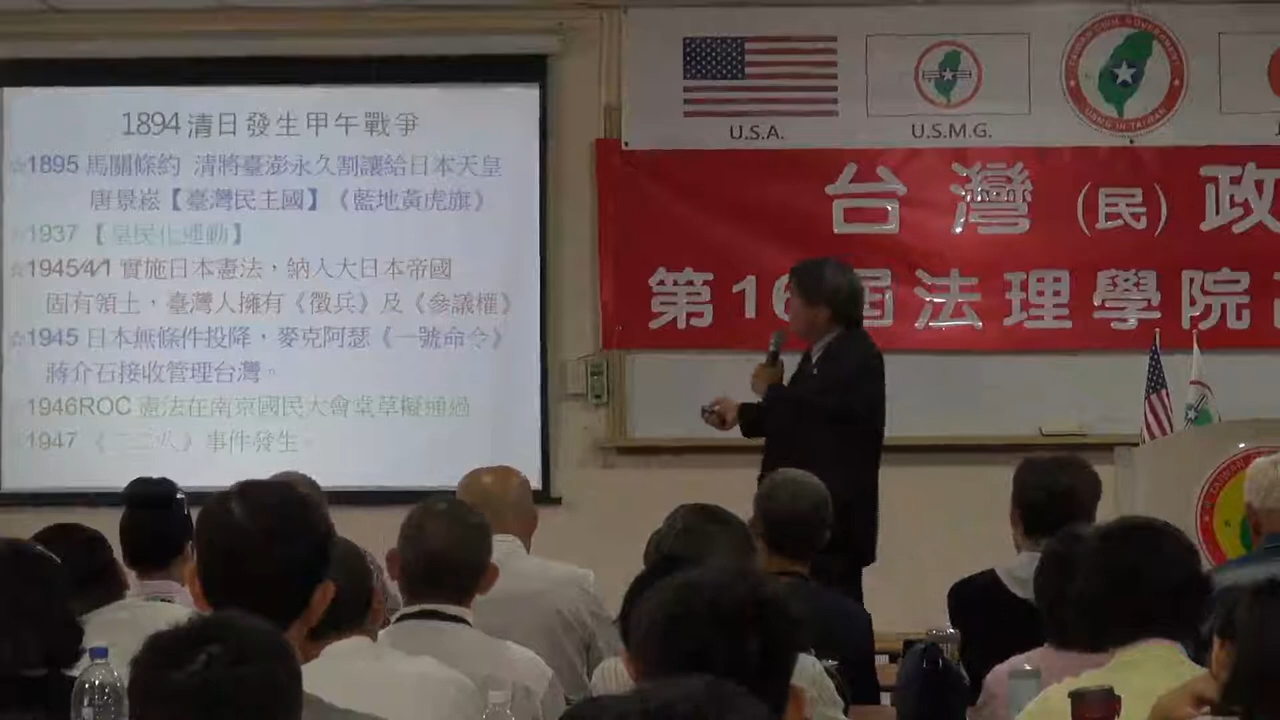 1894清日發生甲午戰爭
☆1895 馬關條約 清將臺澎永久割讓給日本天皇
唐景崧【臺灣民主國】《藍地黃虎旗》
☆1937 【皇民化運動】
☆1945/4/1 實施日本憲法，納入大日本帝國
固有領土，臺灣人擁有《徵兵》及《參議權》
☆1945 日本無條件投降，麥克阿瑟《一號命令》
蔣介石接收管理台灣。
1946ROC 憲法在南京國民大會堂草擬通過
1947 《二二八》事件發生。
U.S.A.
U.S.M.G.
TAIWAN CIVIL GOVERNMENT
USMG IN TAIWAN
台灣(民)政
第16屆法理學院